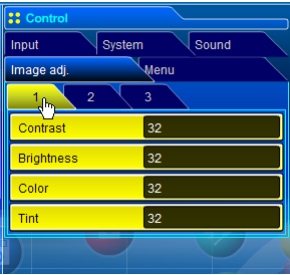 Control
Input System Sound
Image adj. Menu
1 2 3
Contrast 32
Brightness 32
Color 32
Tint 32